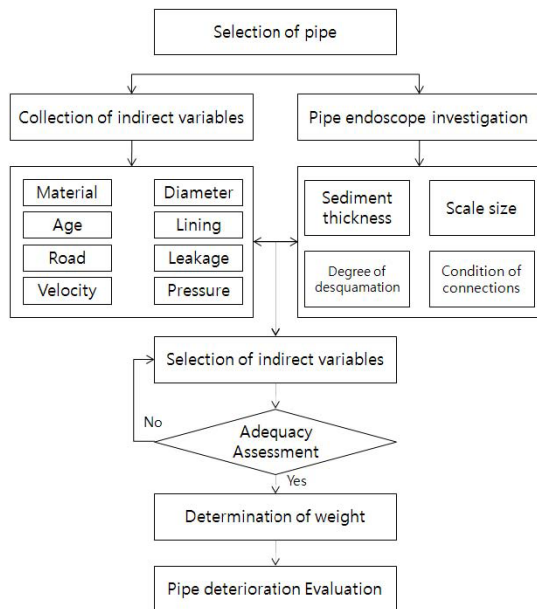 Selection of pipe
Collection of indirect variables
Pipe endoscope investigation
Material
Diameter
Age
Lining
Road
Leakage
Velocity
Pressure
Sediment
thickness
Scale size
Degree of
desquamation
Condition of
connections
Selection of indirect variables
No
Adequacy
Assessment
Yes
Determination of weight
Pipe deterioration Evaluation